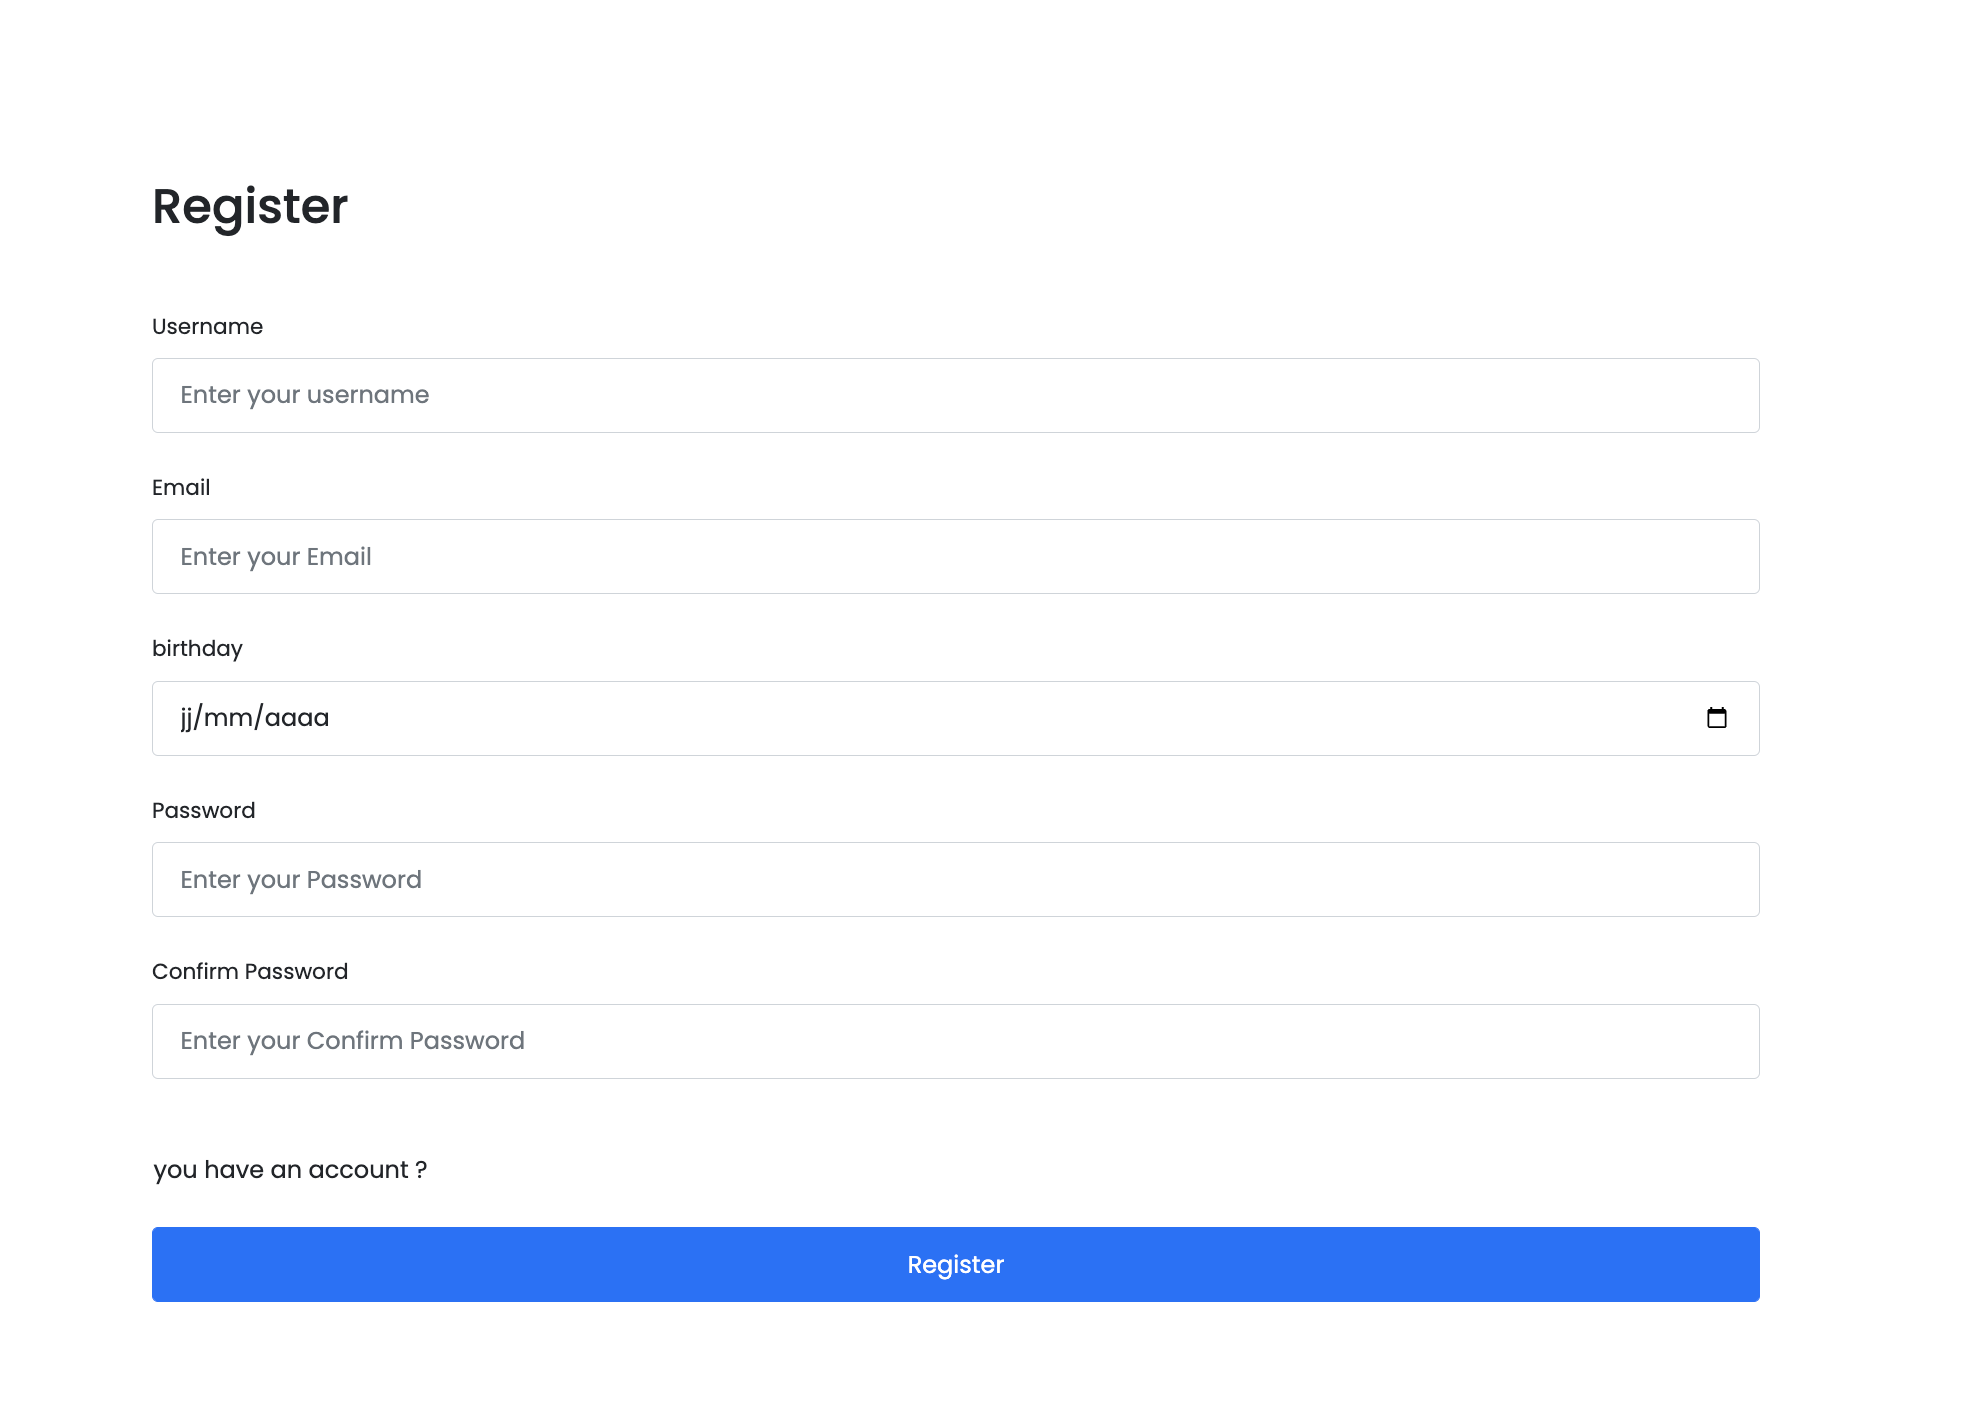 Register
Username
Enter your username
Email
Enter your Email
birthday
jj/mm/aaaa
Password
Enter your Password
Confirm Password
Enter your Confirm Password
you have an account ?
Register